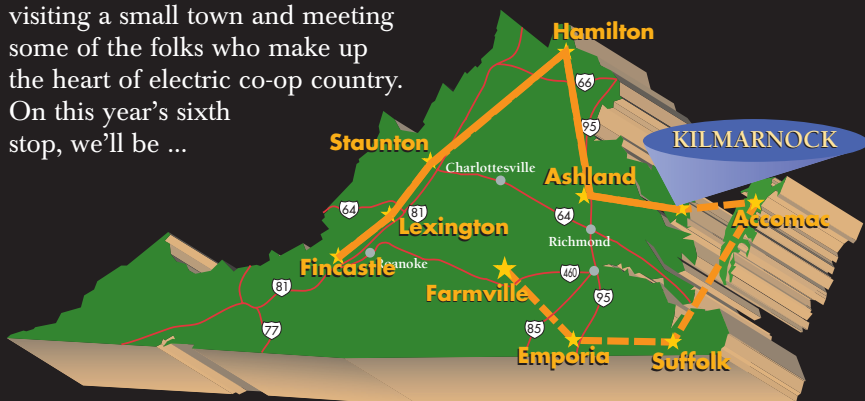 visiting a small town and meeting
some of the folks who make up
the heart of electric co-op country.
On this year’s sixth
stop, we’ll be ...
Hamilton
66
95
KILMARNOCK
Staunton
Charlottesville
Ashland
64
81
64
Accomac
Lexington
Richmond
Fincastle
Roanoke
460
81
Farmville
95
77
85
Emporia
Suffolk